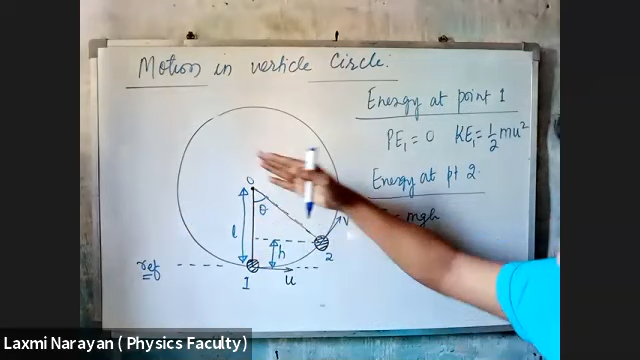 Motion in verticle Circle.
Energy at point 1
PE₁ = 0 KE₁ = 1/2 mu²
Energy at pt 2.
= mgh
O
θ
l
h
v
2
ref
1
u
Laxmi Narayan ( Physics Faculty)